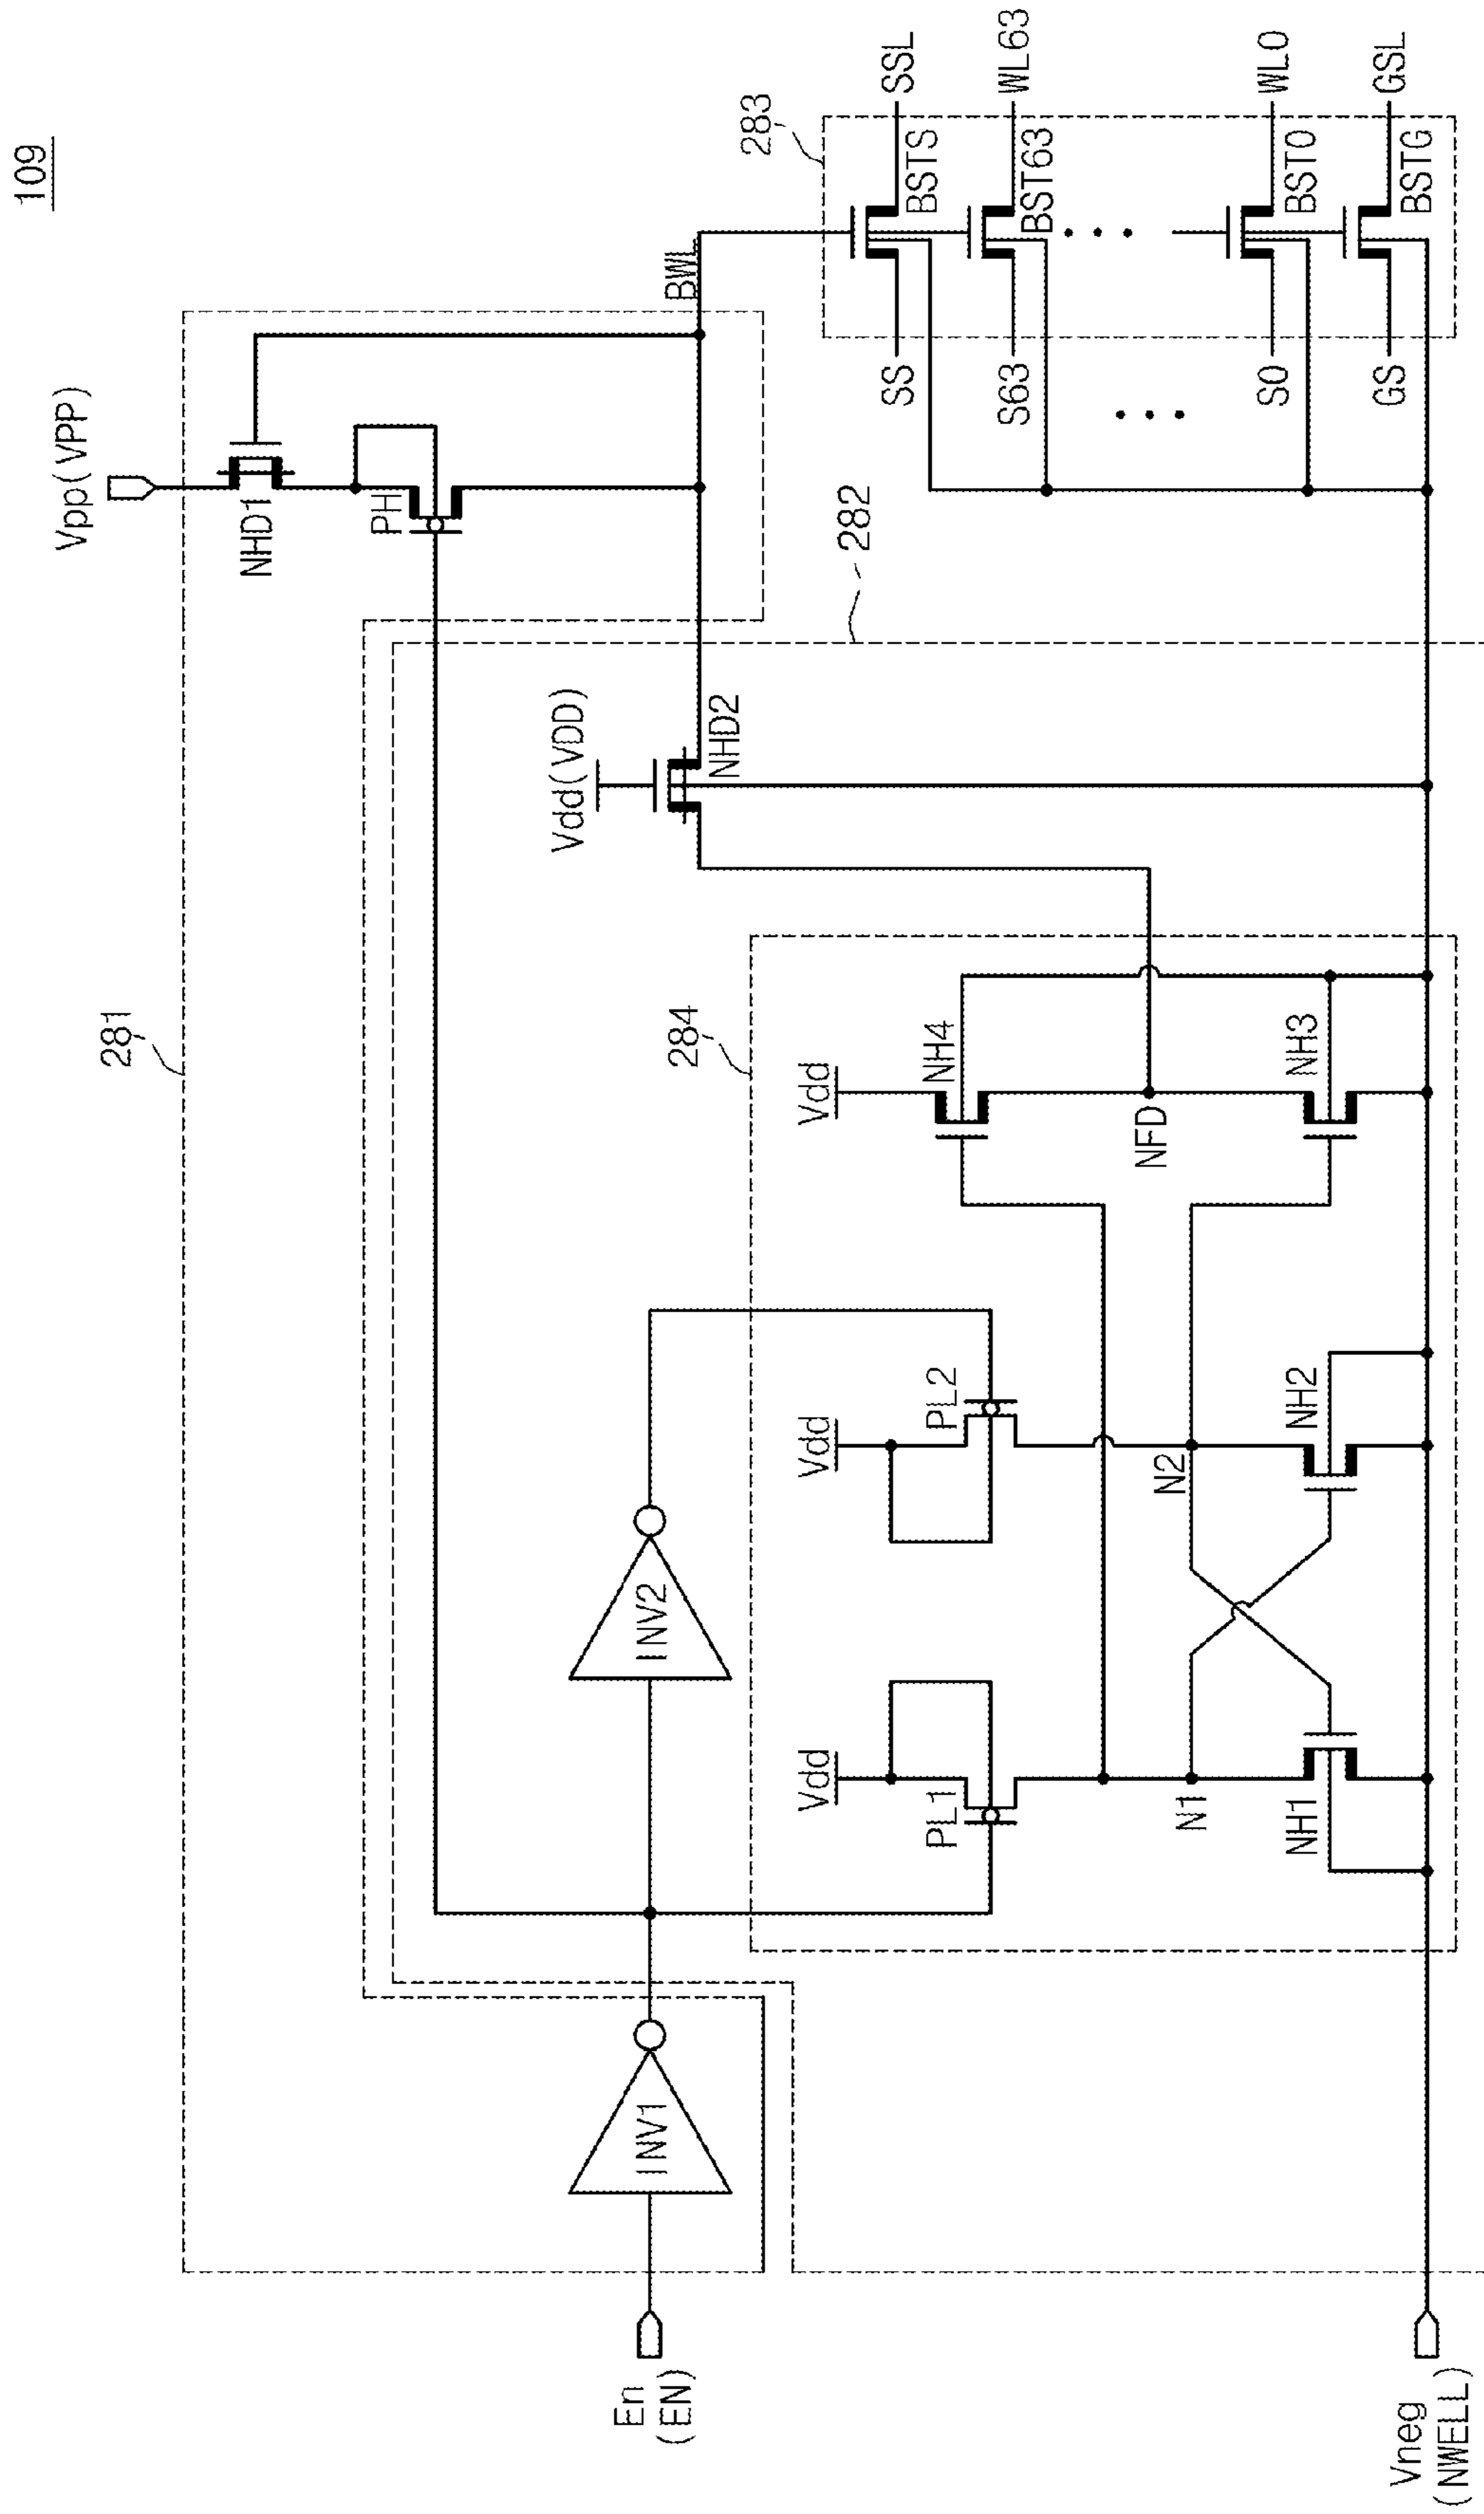 109
281
Vpp(VPP)
NHD1
PH
BWL
283
SSL
BSTS
SS
WL63
BST63
S63
WL0
BST0
S0
GSL
BSTG
GS
282
Vdd(VDD)
NHD2
284
Vdd
NH4
NFD
NH3
Vdd
PL2
N2
NH2
Vdd
PL1
N1
NH1
INV2
INV1
En
(EN)
Vneg
(NWELL)